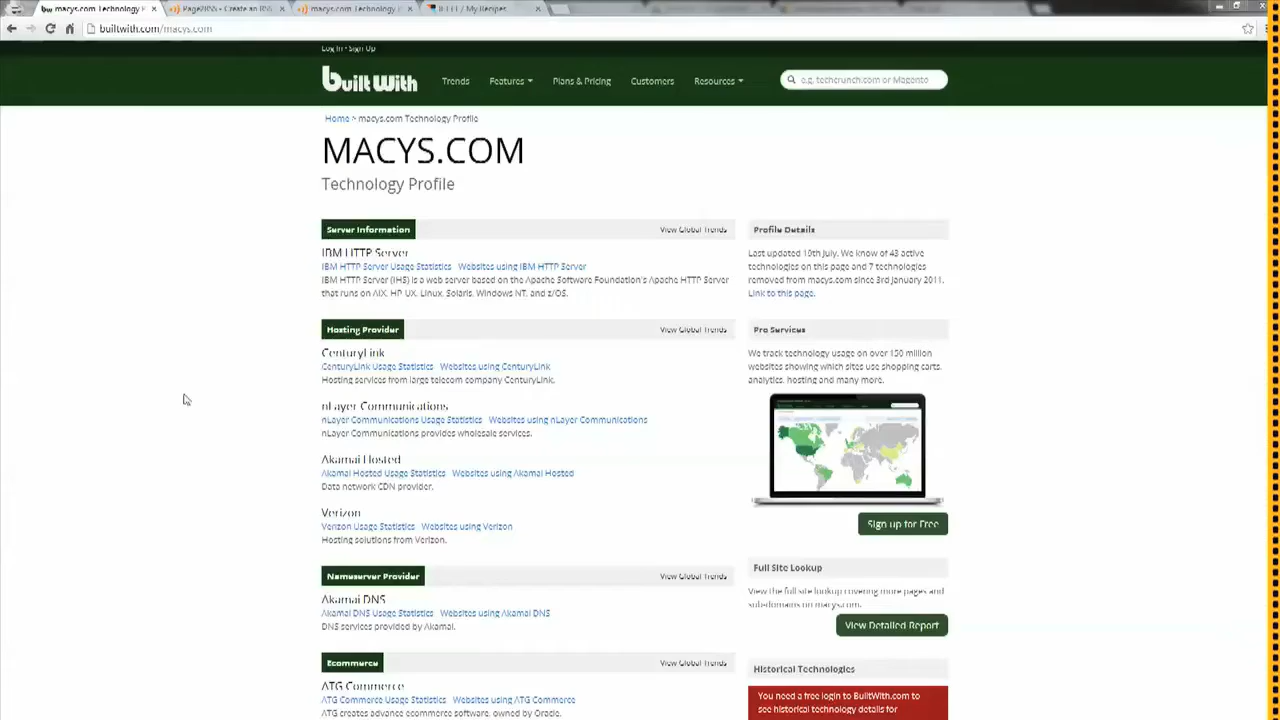 macys.com Technology P
Page2RSS - Create an RSS
macys.com Technology
IFTTT / My Recipes
builtwith.com/macys.com
Log In · Sign Up
builtWith
Trends
Features
Plans & Pricing
Customers
Resources
e.g. techcrunch.com or Magento
Home > macys.com Technology Profile
MACYS.COM
Technology Profile
Server Information
View Global Trends
IBM HTTP Server
IBM HTTP Server Usage Statistics Websites using IBM HTTP Server
IBM HTTP Server (IHS) is a web server based on the Apache Software Foundation's Apache HTTP Server
that runs on AIX, HP-UX, Linux, Solaris, Windows NT, and z/OS.
Hosting Provider
View Global Trends
CenturyLink
CenturyLink Usage Statistics Websites using CenturyLink
Hosting services from large telecom company CenturyLink.
nLayer Communications
nLayer Communications Usage Statistics Websites using nLayer Communications
nLayer Communications provides wholesale services.
Akamai Hosted
Akamai Hosted Usage Statistics Websites using Akamai Hosted
Data network CDN provider.
Verizon
Verizon Usage Statistics Websites using Verizon
Hosting solutions from Verizon.
Nameserver Provider
View Global Trends
Akamai DNS
Akamai DNS Usage Statistics Websites using Akamai DNS
DNS services provided by Akamai.
Ecommerce
View Global Trends
ATG Commerce
ATG Commerce Usage Statistics Websites using ATG Commerce
ATG creates advance ecommerce software, owned by Oracle.
Profile Details
Last updated 10th July. We know of 43 active
technologies on this page and 7 technologies
removed from macys.com since 3rd January 2011.
Link to this page.
Pro Services
We track technology usage on over 150 million
websites showing which sites use shopping carts,
analytics, hosting and many more.
Sign up for Free
Full Site Lookup
View the full site lookup covering more pages and
sub-domains on macys.com.
View Detailed Report
Historical Technologies
You need a free login to BuiltWith.com to
see historical technology details for